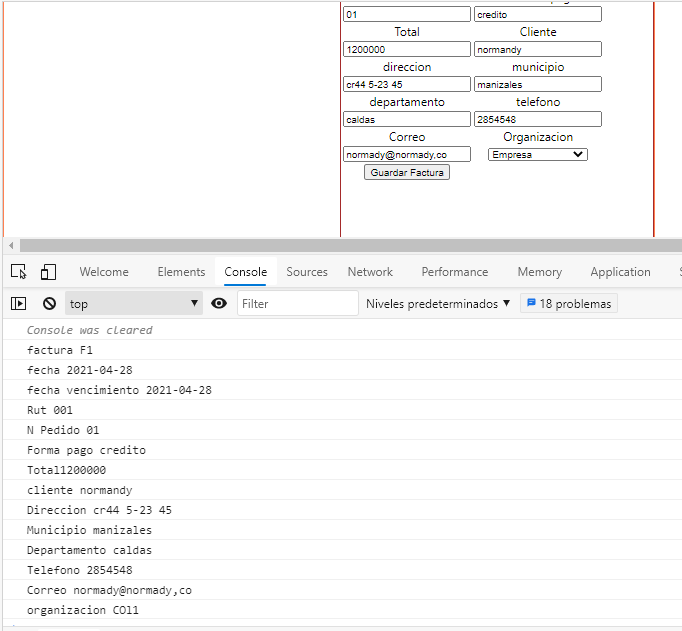 01 credito
Total Cliente
1200000 normandy
direccion municipio
cr44 5-23 45 manizales
departamento telefono
caldas 2854548
Correo Organizacion
normady@normady,co Empresa
Guardar Factura
Welcome Elements Console Sources Network Performance Memory Application
top Filter Niveles predeterminados 18 problemas
Console was cleared
factura F1
fecha 2021-04-28
fecha vencimiento 2021-04-28
Rut 001
N Pedido 01
Forma pago credito
Total1200000
cliente normandy
Direccion cr44 5-23 45
Municipio manizales
Departamento caldas
Telefono 2854548
Correo normady@normady,co
organizacion COl1